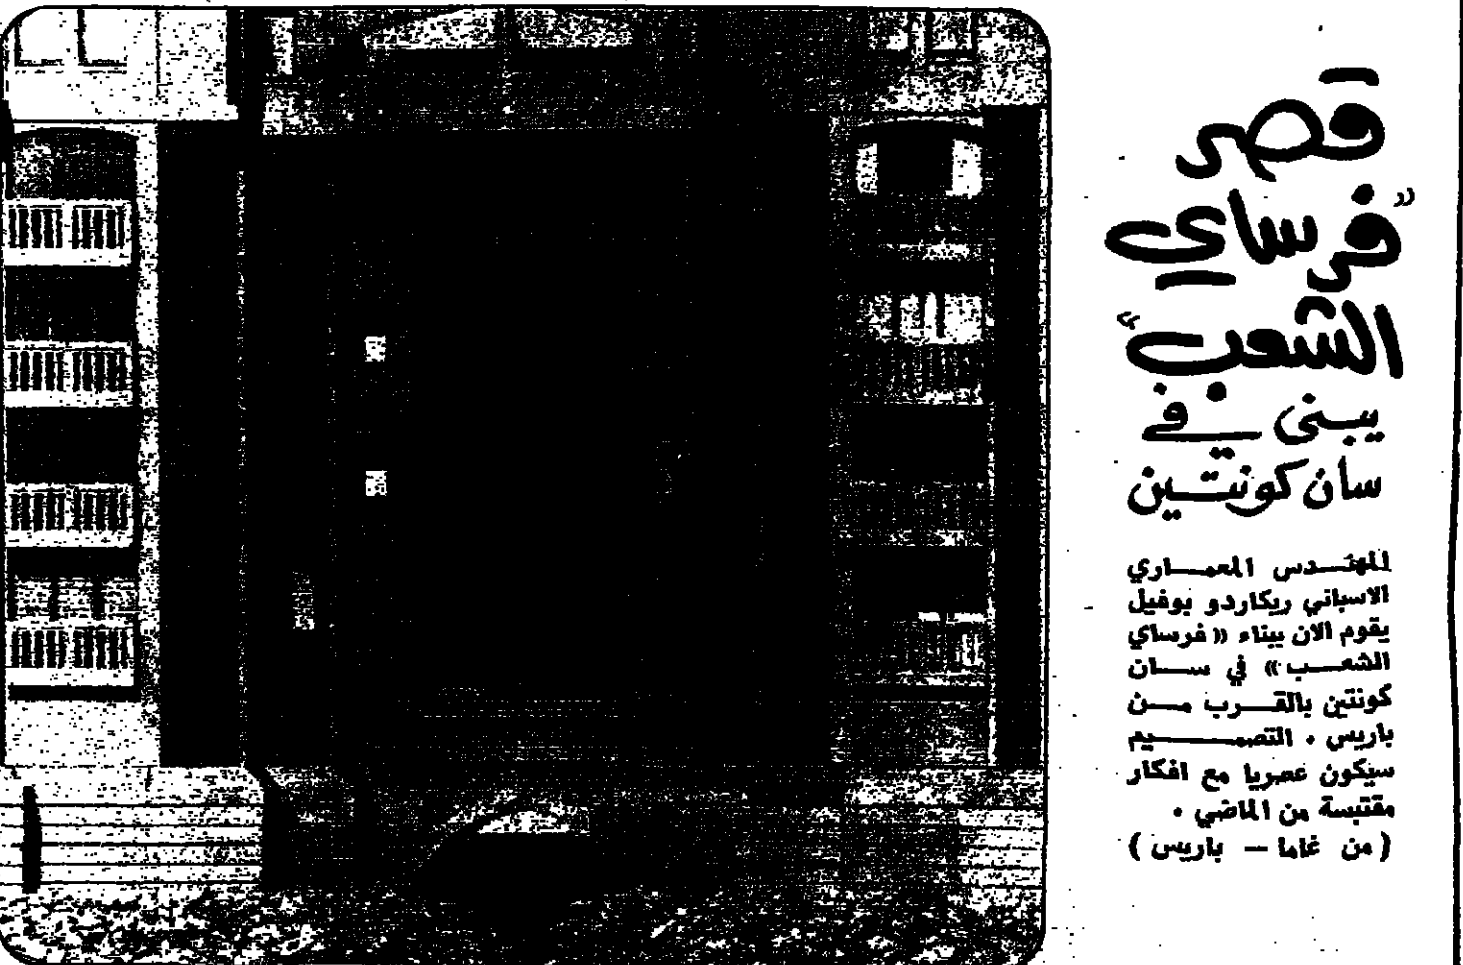 قصر
"فرساي
الشعب"
يبنى في
سان كونتين
المهندس المعماري
الاسباني ريكاردو بوفيل
يقوم الان ببناء « فرساي
الشعب » في سان
كونتين بالقرب من
باريس . التصميم
سيكون عصريا مع افكار
مقتبسة من الماضي .
( من غاما — باريس )